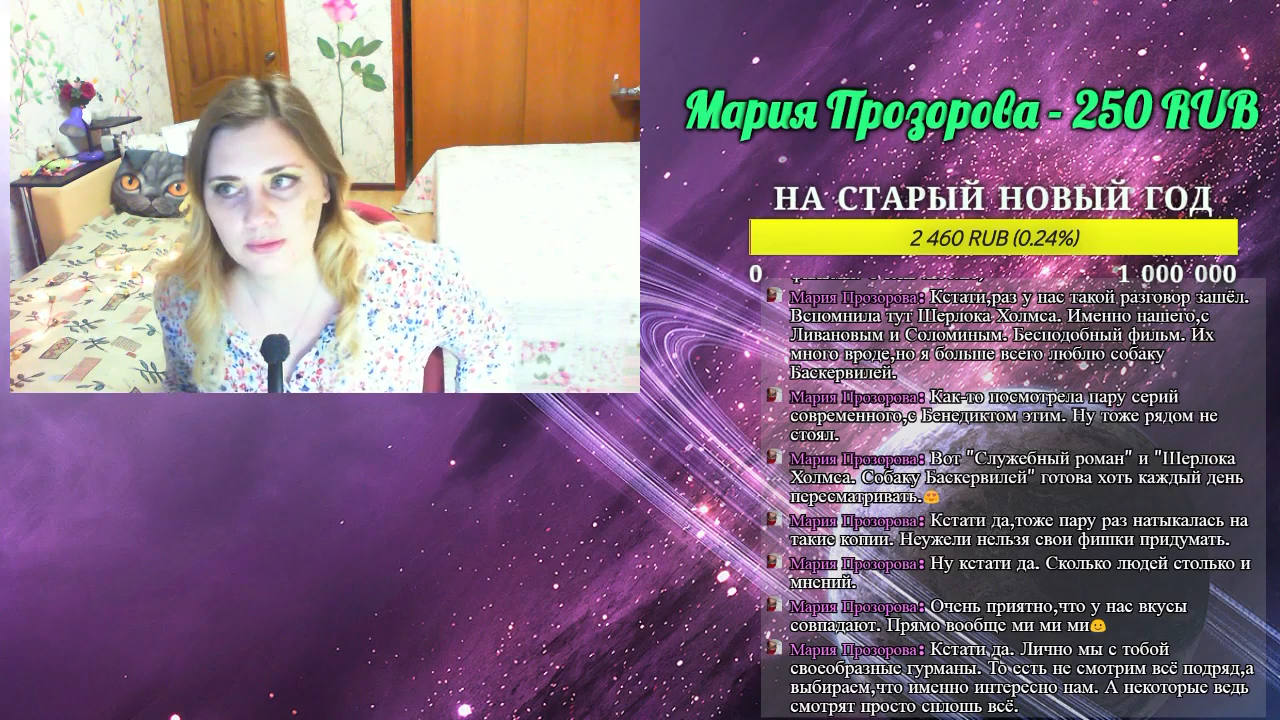 Мария Прозорова - 250 RUB
НА СТАРЫЙ НОВЫЙ ГОД
2 460 RUB (0.24%)
0 1 000 000
Мария Прозорова: Кстати,раз у нас такой разговор зашёл.
Вспомнила тут Шерлока Холмса. Именно нашего,с
Ливановым и Соломиным. Бесподобный фильм. Их
много вроде,но я больше всего люблю собаку
Баскервилей.
Мария Прозорова: Как-то посмотрела пару серий
современного,с Бенедиктом этим. Ну тоже рядом не
стоял.
Мария Прозорова: Вот "Служебный роман" и "Шерлока
Холмса. Собаку Баскервилей" готова хоть каждый день
пересматривать.😍
Мария Прозорова: Кстати да,тоже пару раз натыкалась на
такие копии. Неужели нельзя свои фишки придумать.
Мария Прозорова: Ну кстати да. Сколько людей столько и
мнений.
Мария Прозорова: Очень приятно,что у нас вкусы
совпадают. Прямо вообще ми ми ми🙂
Мария Прозорова: Кстати,да. Лично мы с тобой
своеобразные гурманы. То есть не смотрим всё подряд,а
выбираем,что именно интересно нам. А некоторые ведь
смотрят просто сплошь всё.